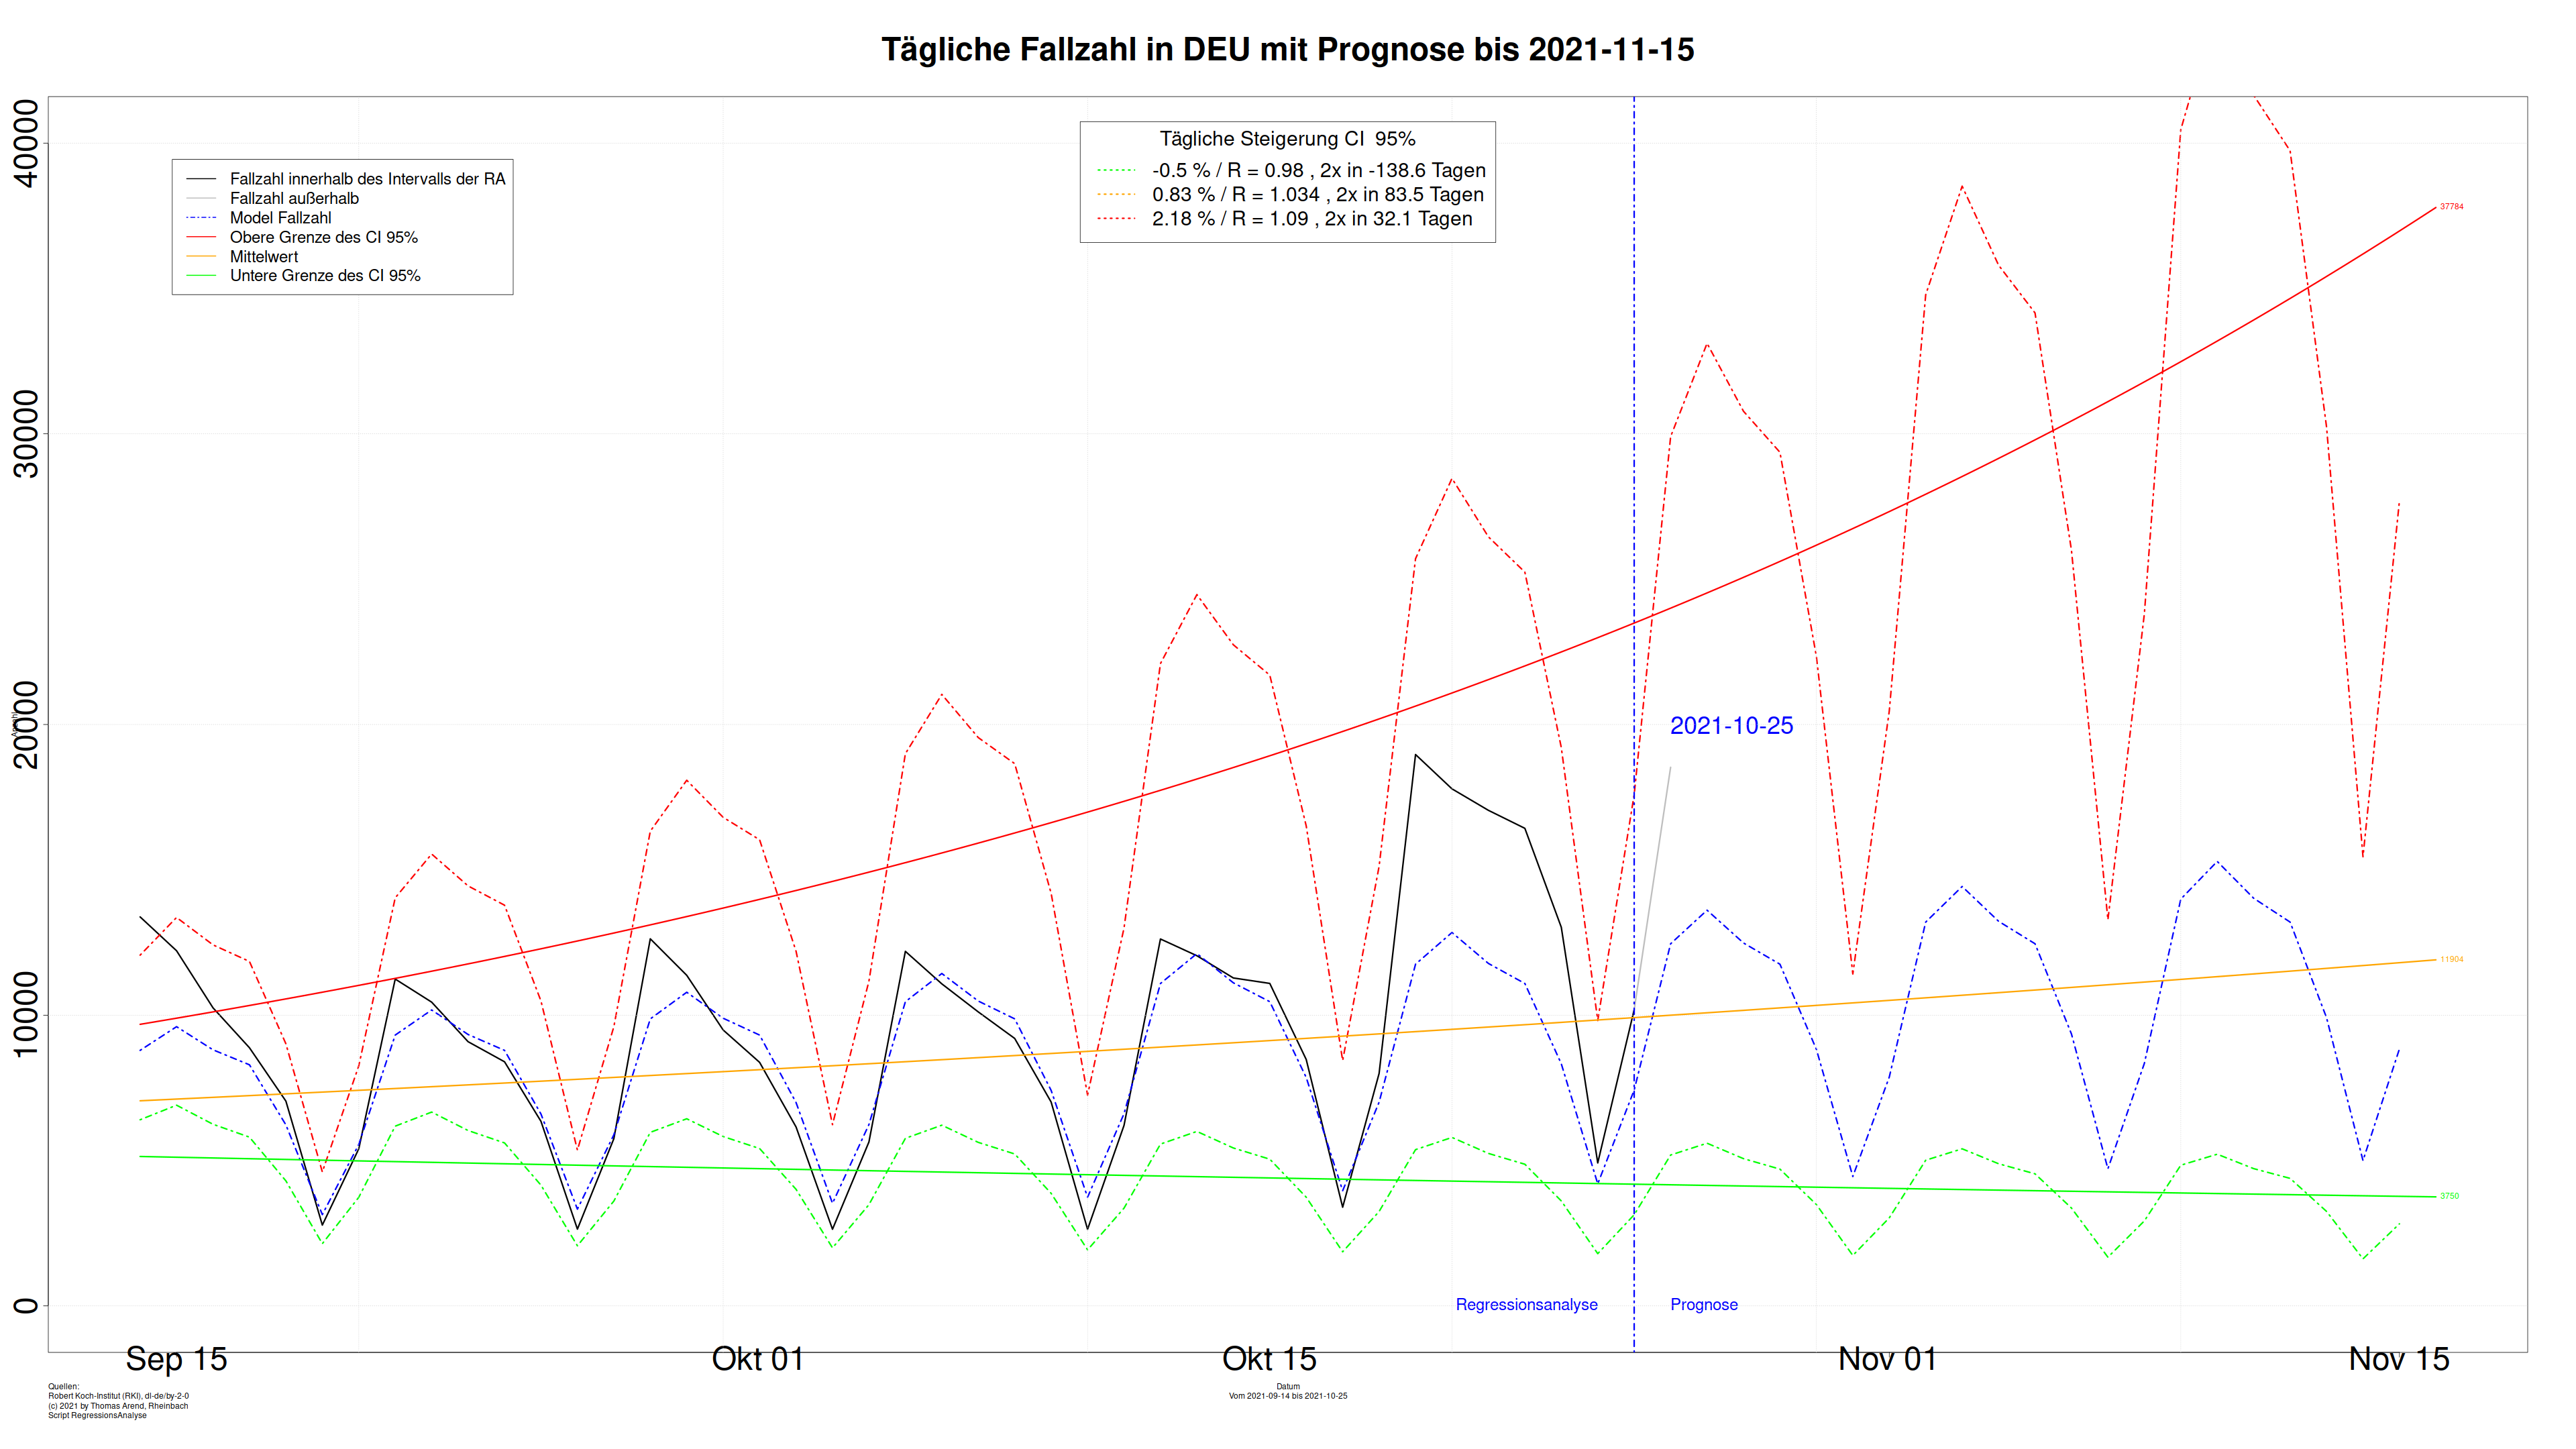 Tägliche Fallzahl in DEU mit Prognose bis 2021-11-15
Fallzahl innerhalb des Intervalls der RA
Fallzahl außerhalb
Model Fallzahl
Obere Grenze des CI 95%
Mittelwert
Untere Grenze des CI 95%
Tägliche Steigerung CI 95%
-0.5 % / R = 0.98 , 2x in -138.6 Tagen
0.83 % / R = 1.034 , 2x in 83.5 Tagen
2.18 % / R = 1.09 , 2x in 32.1 Tagen
40000
30000
20000
10000
0
37784
2021-10-25
11904
3750
Regressionsanalyse
Prognose
Sep 15
Okt 01
Okt 15
Nov 01
Nov 15
Quellen:
Robert Koch-Institut (RKI), dl-de/by-2-0
(c) 2021 by Thomas Arend, Rheinbach
Script RegressionsAnalyse
Datum
Vom 2021-09-14 bis 2021-10-25